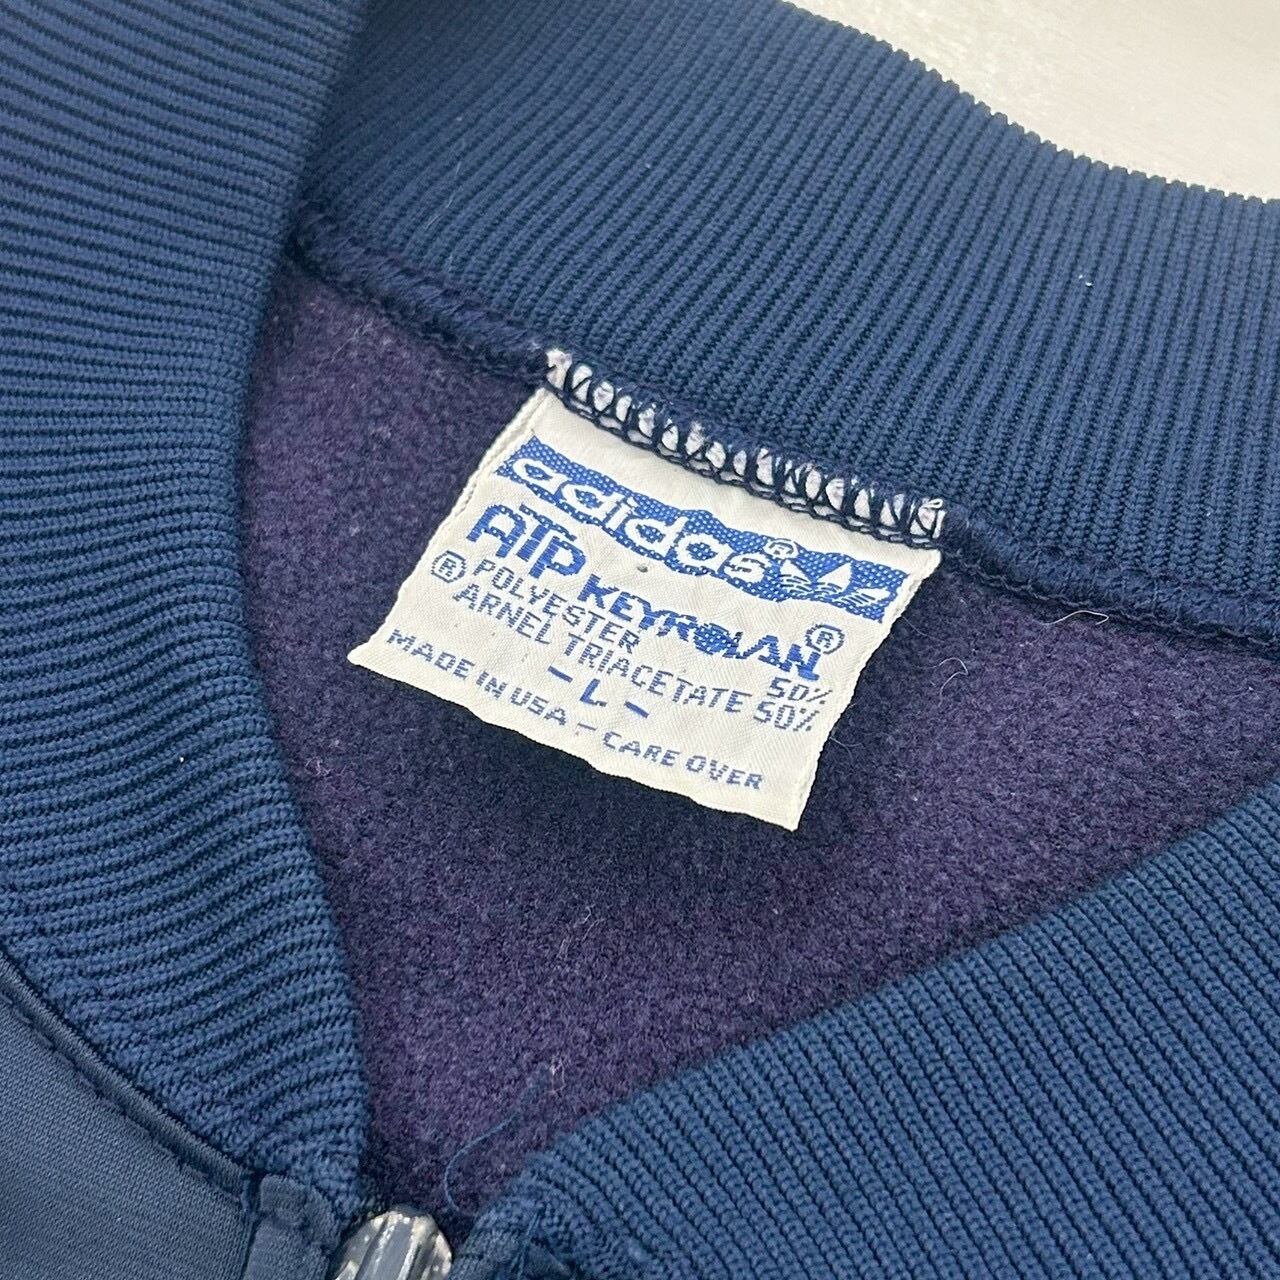 adidas®
ATP KEYROLAN®
® POLYESTER 50%
ARNEL TRIACETATE 50%
- L -
MADE IN USA - CARE OVER